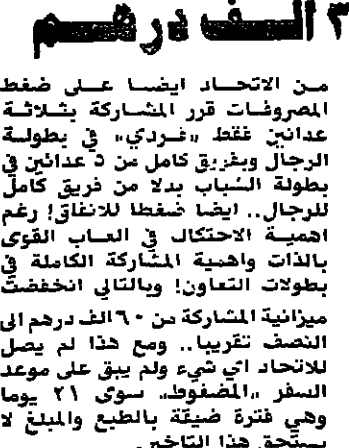 ٣ الف درهم
من الاتحاد ايضا على ضغط
المصروفات قرر المشاركة بثلاثة
عدائين فقط «فردي» في بطولة
الرجال وبفريق كامل من ٥ عدائين في
بطولة الشباب بدلا من فريق كامل
للرجال.. ايضا ضغطا للانفاق! رغم
اهمية الاحتكاك في العاب القوى
بالذات واهمية المشاركة الكاملة في
بطولات التعاون! وبالتالي انخفضت
ميزانية المشاركة من ٦٠ الف درهم الى
النصف تقريبا.. ومع هذا لم يصل
للاتحاد اي شيء ولم يبق على موعد
السفر «المضغوط» سوى ٢١ يوما
وهي فترة ضيقة بالطبع والمبلغ لا
يستحق هذا التاخير.